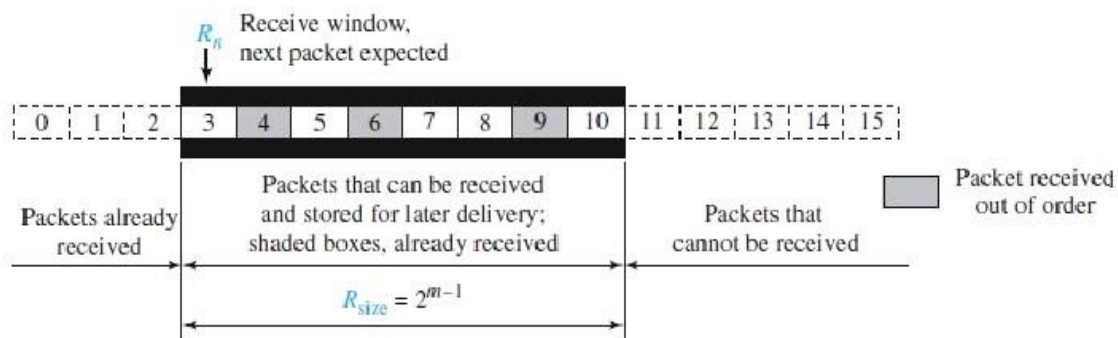 Rn Receive window,
next packet expected
0 1 2 3 4 5 6 7 8 9 10 11 12 13 14 15
Packets already
received
Packets that can be received
and stored for later delivery;
shaded boxes, already received
Packets that
cannot be received
Packet received
out of order
Rsize = 2^m–1